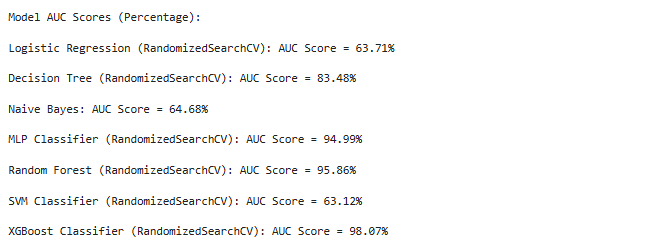 Model AUC Scores (Percentage):
Logistic Regression (RandomizedSearchCV): AUC Score = 63.71%
Decision Tree (RandomizedSearchCV): AUC Score = 83.48%
Naive Bayes: AUC Score = 64.68%
MLP Classifier (RandomizedSearchCV): AUC Score = 94.99%
Random Forest (RandomizedSearchCV): AUC Score = 95.86%
SVM Classifier (RandomizedSearchCV): AUC Score = 63.12%
XGBoost Classifier (RandomizedSearchCV): AUC Score = 98.07%